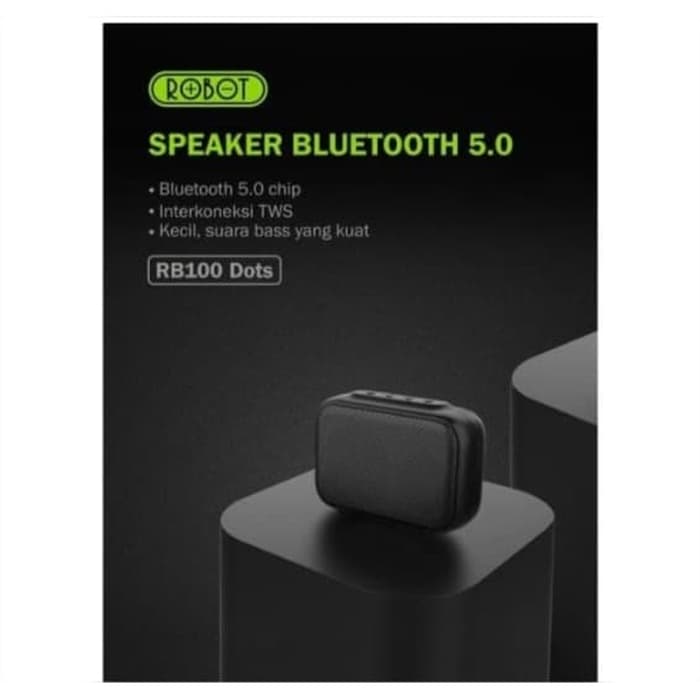 ROBOT
SPEAKER BLUETOOTH 5.0
• Bluetooth 5.0 chip
• Interkoneksi TWS
• Kecil, suara bass yang kuat
RB100 Dots